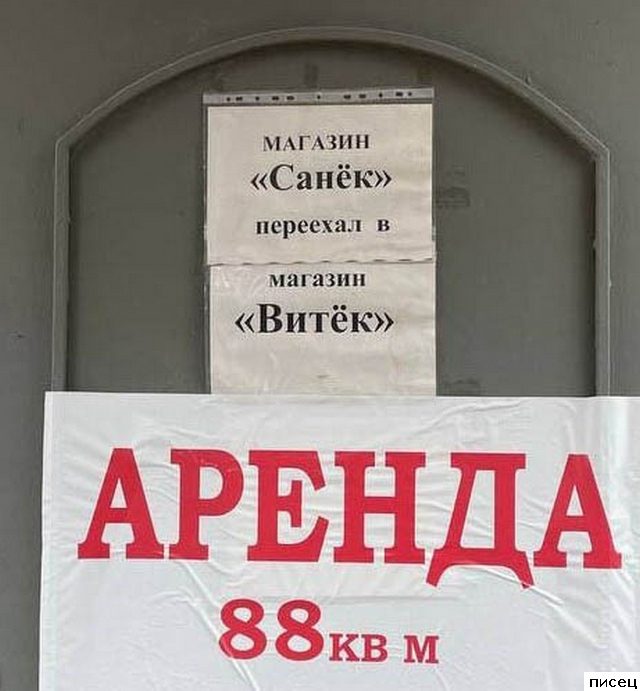 МАГАЗИН
«Санёк»
переехал в
магазин
«Витёк»
АРЕНДА
88КВ М
писец